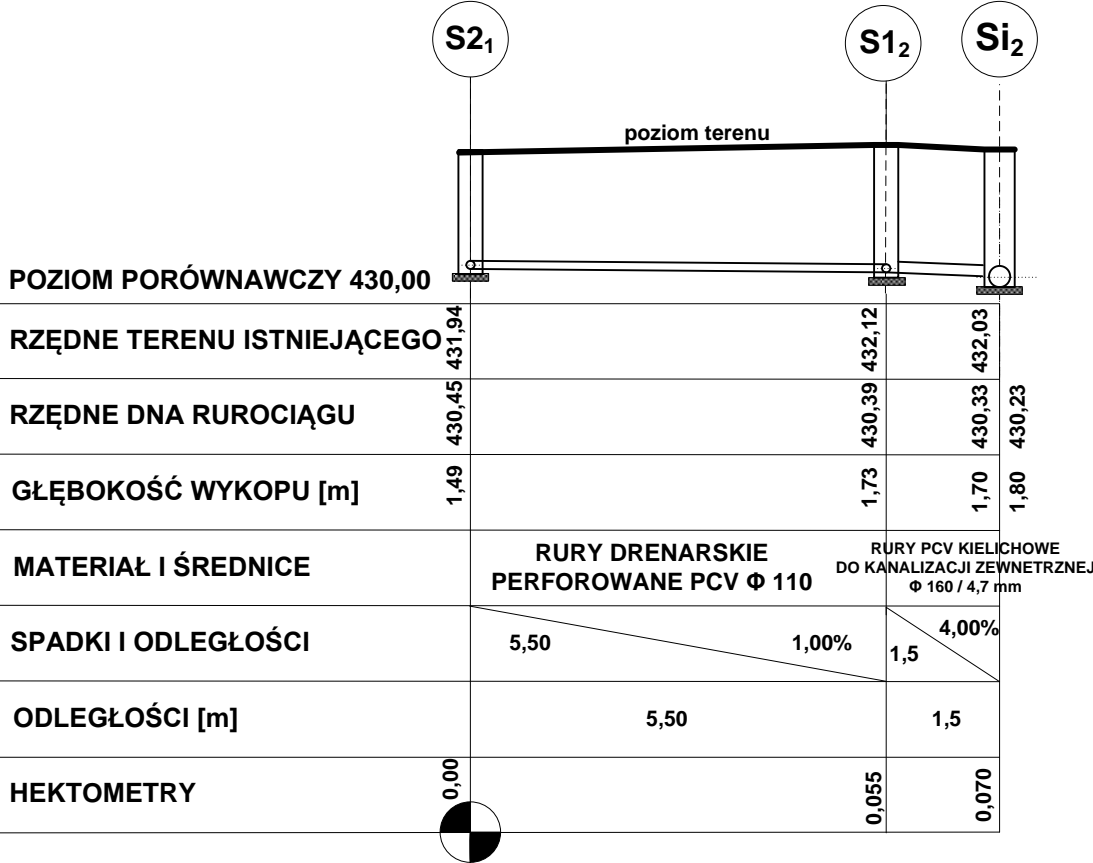 S2₁
S1₂
Si₂
poziom terenu
POZIOM PORÓWNAWCZY 430,00
RZĘDNE TERENU ISTNIEJĄCEGO 431,94 432,12 432,03
RZĘDNE DNA RUROCIĄGU 430,45 430,39 430,33 430,23
GŁĘBOKOŚĆ WYKOPU [m] 1,49 1,73 1,70 1,80
MATERIAŁ I ŚREDNICE
RURY DRENARSKIE
PERFOROWANE PCV Φ 110
RURY PCV KIELICHOWE
DO KANALIZACJI ZEWNETRZNEJ
Φ 160 / 4,7 mm
SPADKI I ODLEGŁOŚCI 5,50 1,00% 1,5 4,00%
ODLEGŁOŚCI [m] 5,50 1,5
HEKTOMETRY 0,00 0,055 0,070